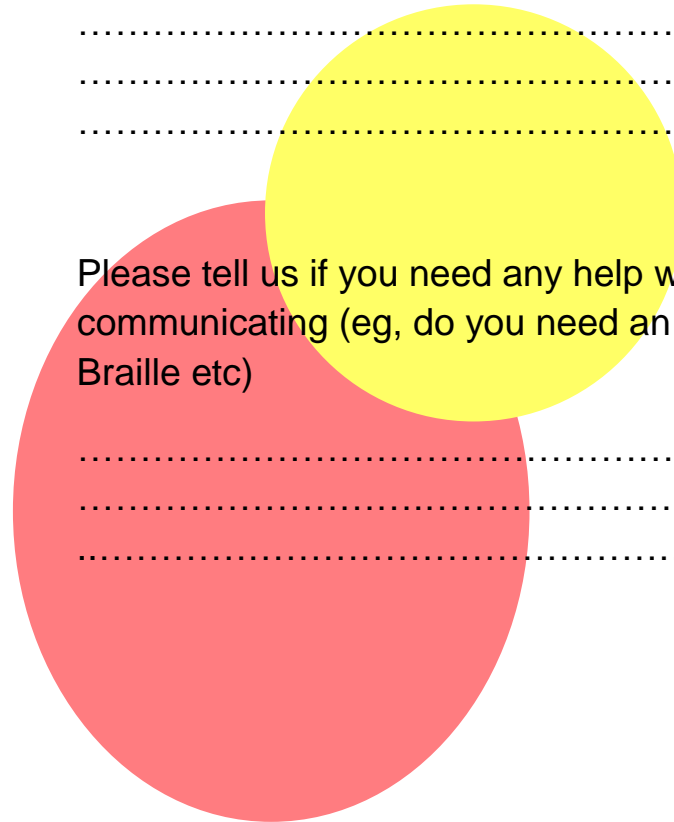 ……………………………………………
……………………………………………
……………………………………………
Please tell us if you need any help
communicating (eg, do you need an
Braille etc)
……………………………………………
……………………….…………………
..…………………………………………